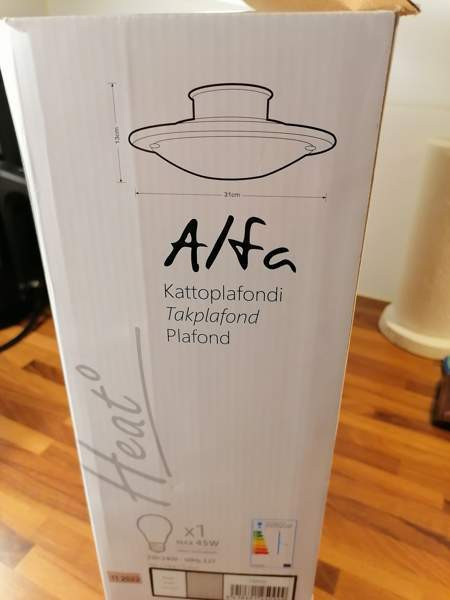 13cm
31cm
Alfa
Kattoplafondi
Takplafond
Plafond
Heat°
x1
MAX 45W